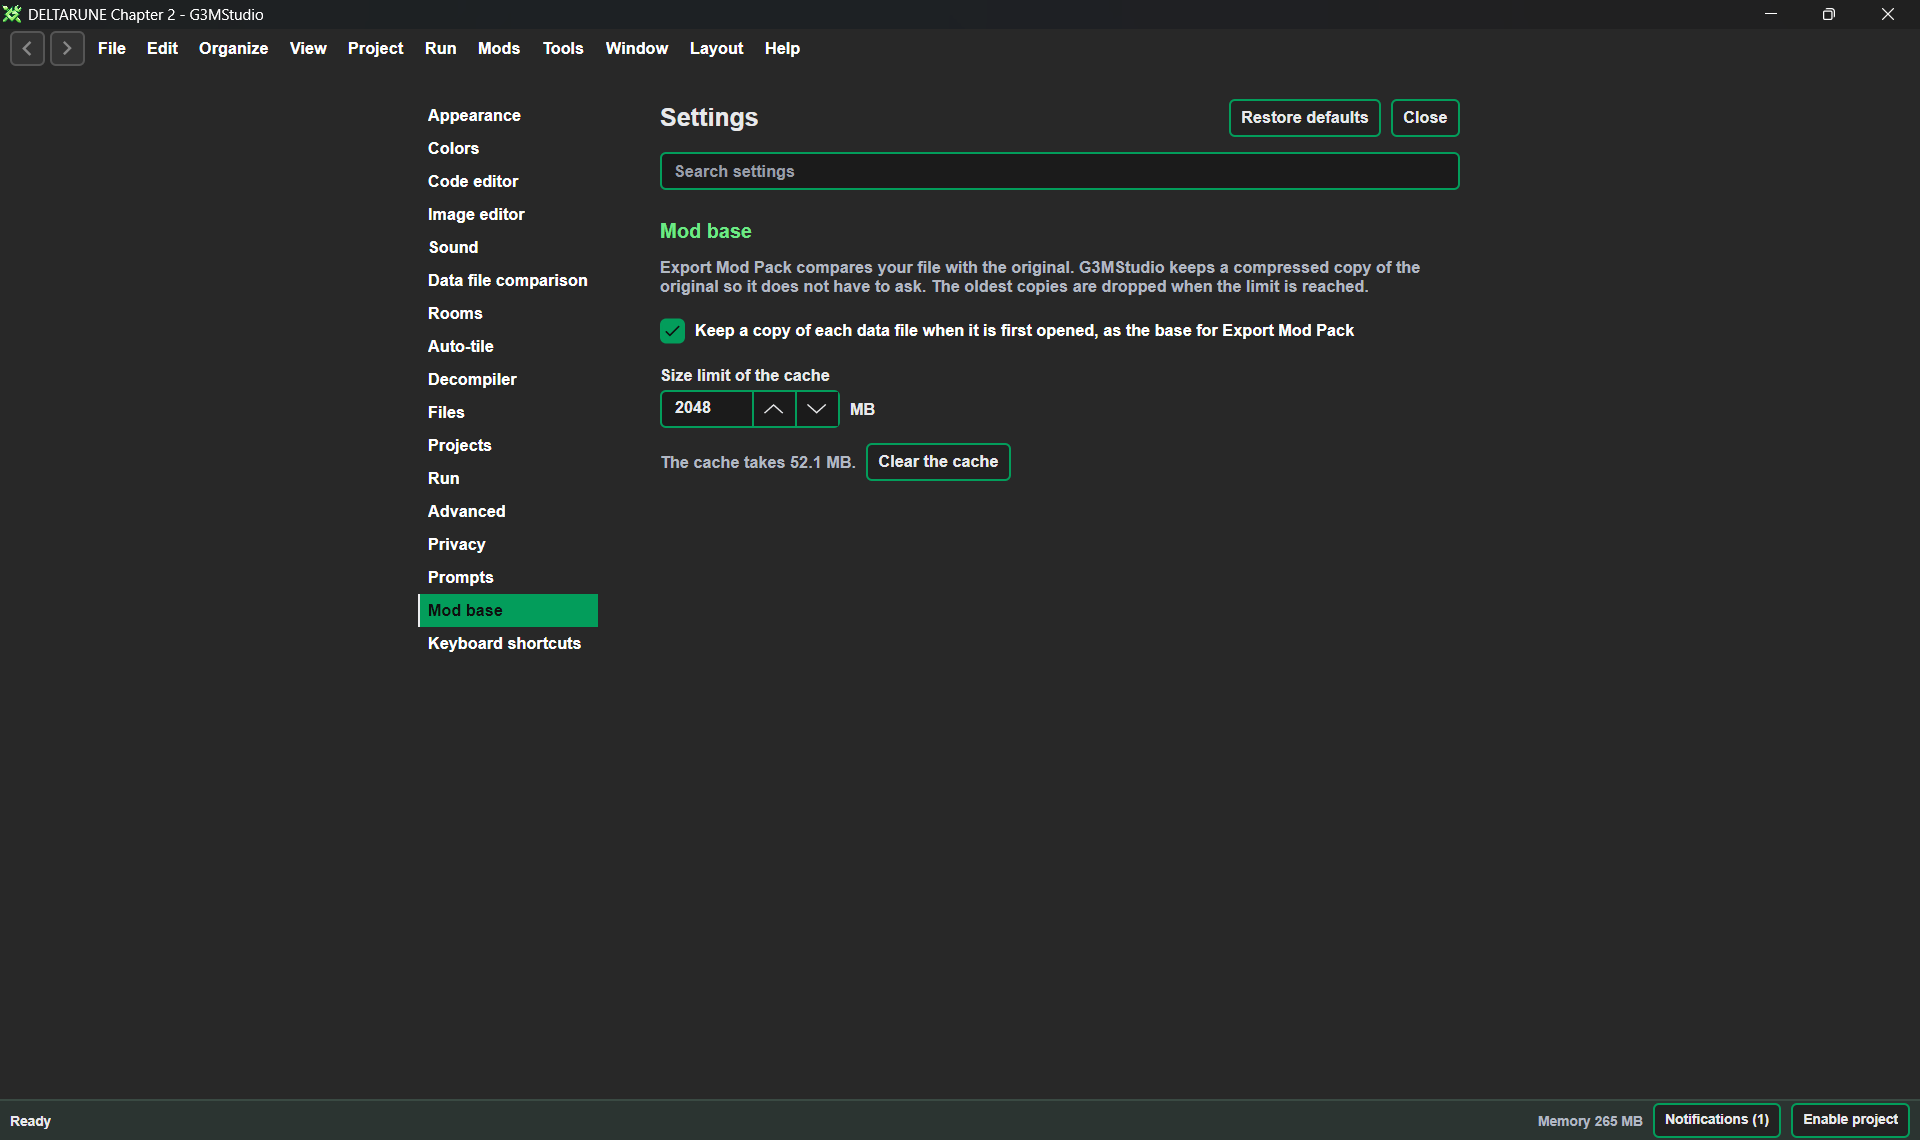 DELTARUNE Chapter 2 - G3MStudio
File Edit Organize View Project Run Mods Tools Window Layout Help
Appearance
Colors
Code editor
Image editor
Sound
Data file comparison
Rooms
Auto-tile
Decompiler
Files
Projects
Run
Advanced
Privacy
Prompts
Mod base
Keyboard shortcuts
Settings
Restore defaults
Close
Search settings
Mod base
Export Mod Pack compares your file with the original. G3MStudio keeps a compressed copy of the
original so it does not have to ask. The oldest copies are dropped when the limit is reached.
Keep a copy of each data file when it is first opened, as the base for Export Mod Pack
Size limit of the cache
2048 MB
The cache takes 52.1 MB. Clear the cache
Ready
Memory 265 MB
Notifications (1)
Enable project